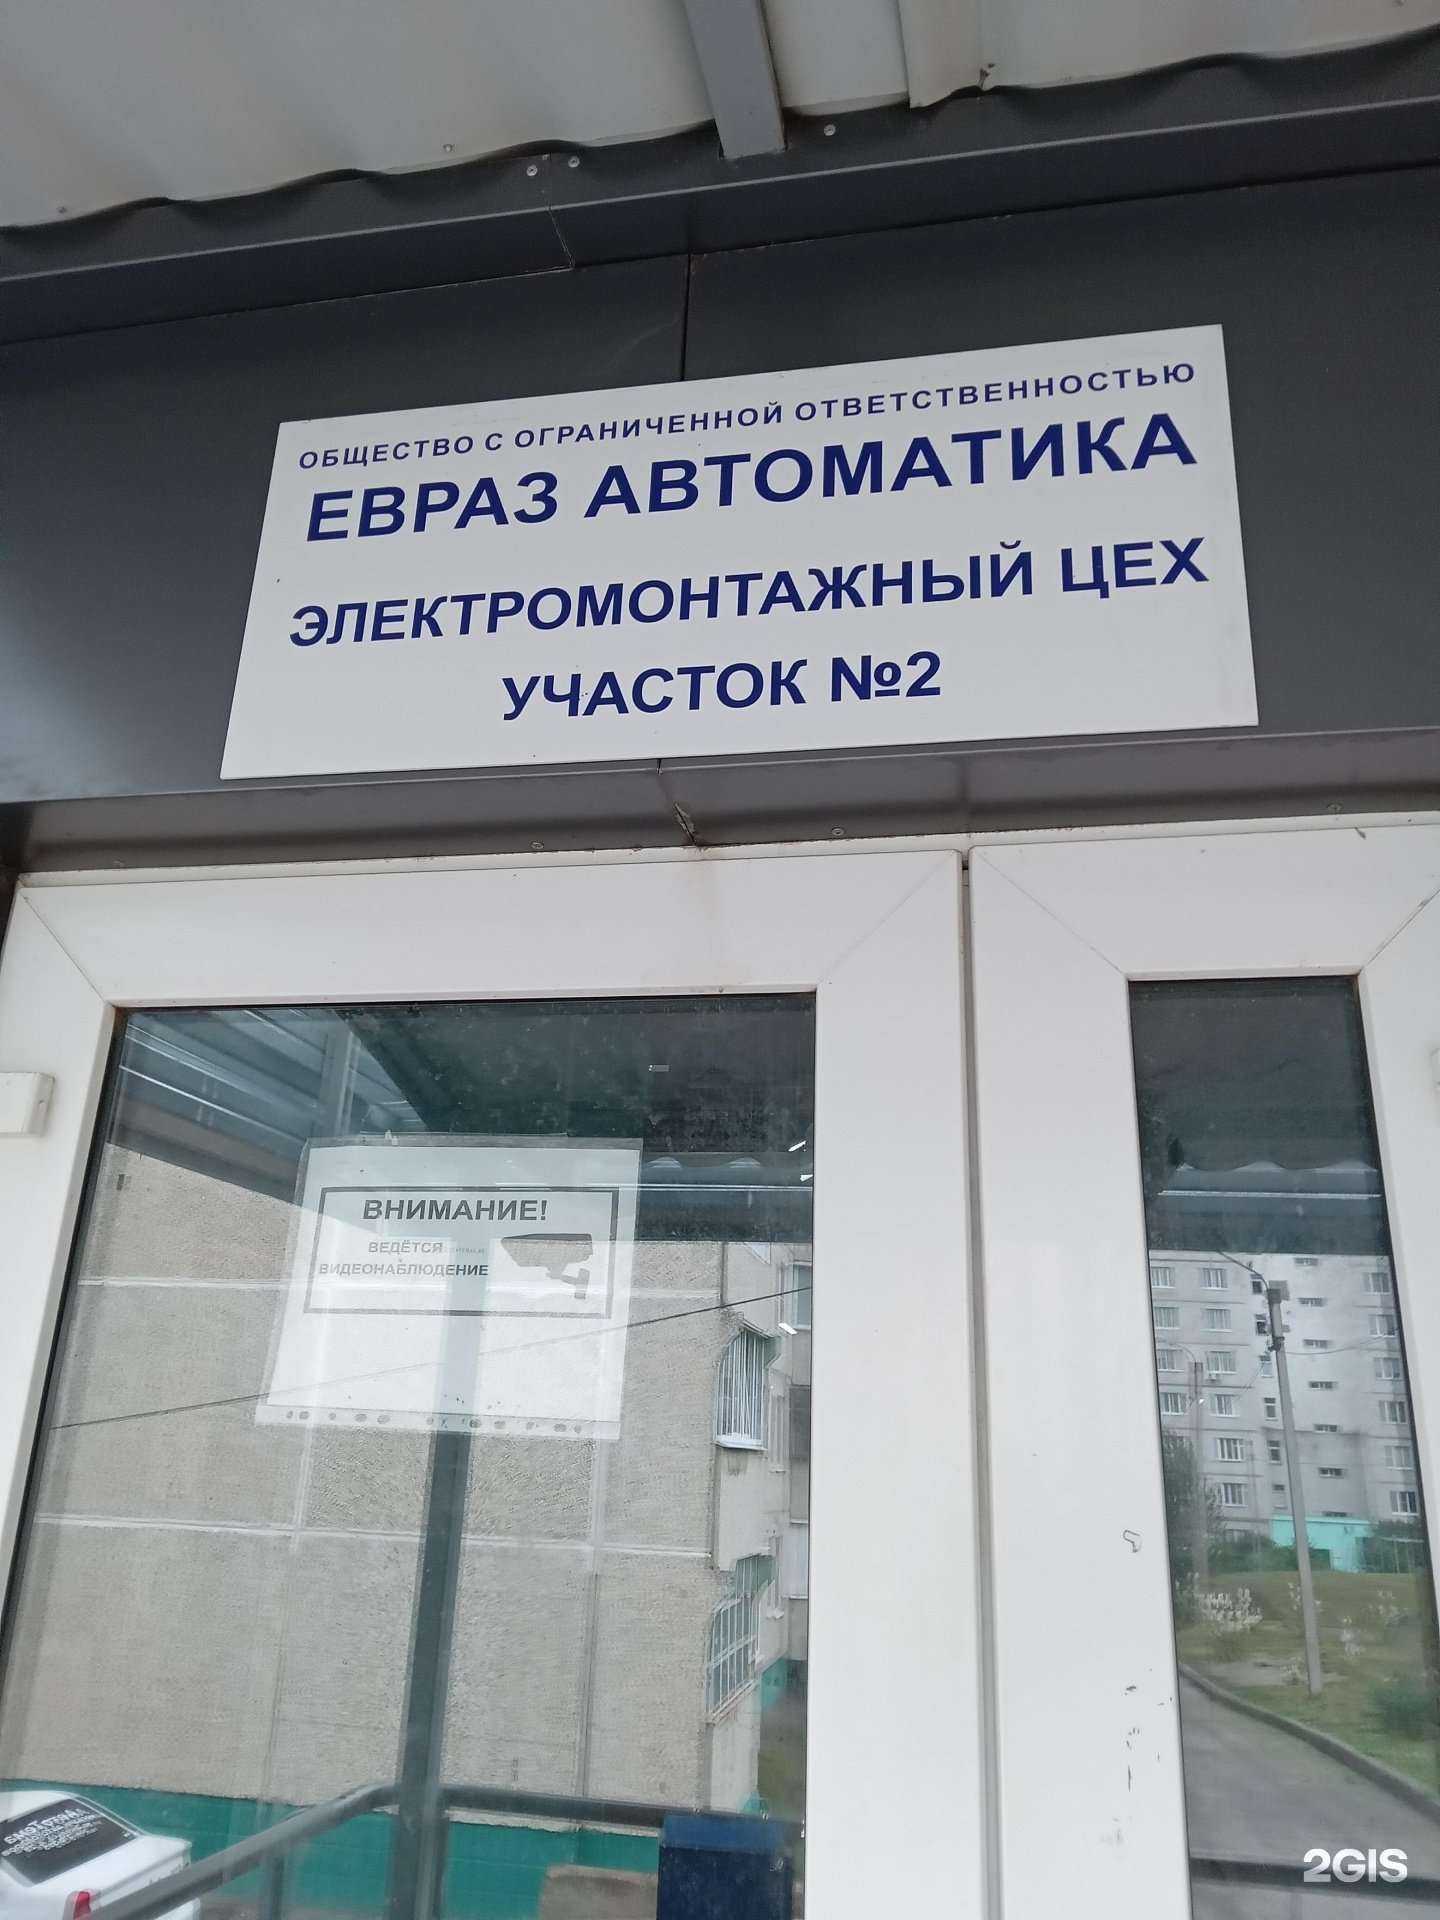 ОБЩЕСТВО С ОГРАНИЧЕННОЙ ОТВЕТСТВЕННОСТЬЮ
ЕВРАЗ АВТОМАТИКА
ЭЛЕКТРОМОНТАЖНЫЙ ЦЕХ
УЧАСТОК №2
ВНИМАНИЕ!
ВЕДЁТСЯ
ВИДЕОНАБЛЮДЕНИЕ
2GIS